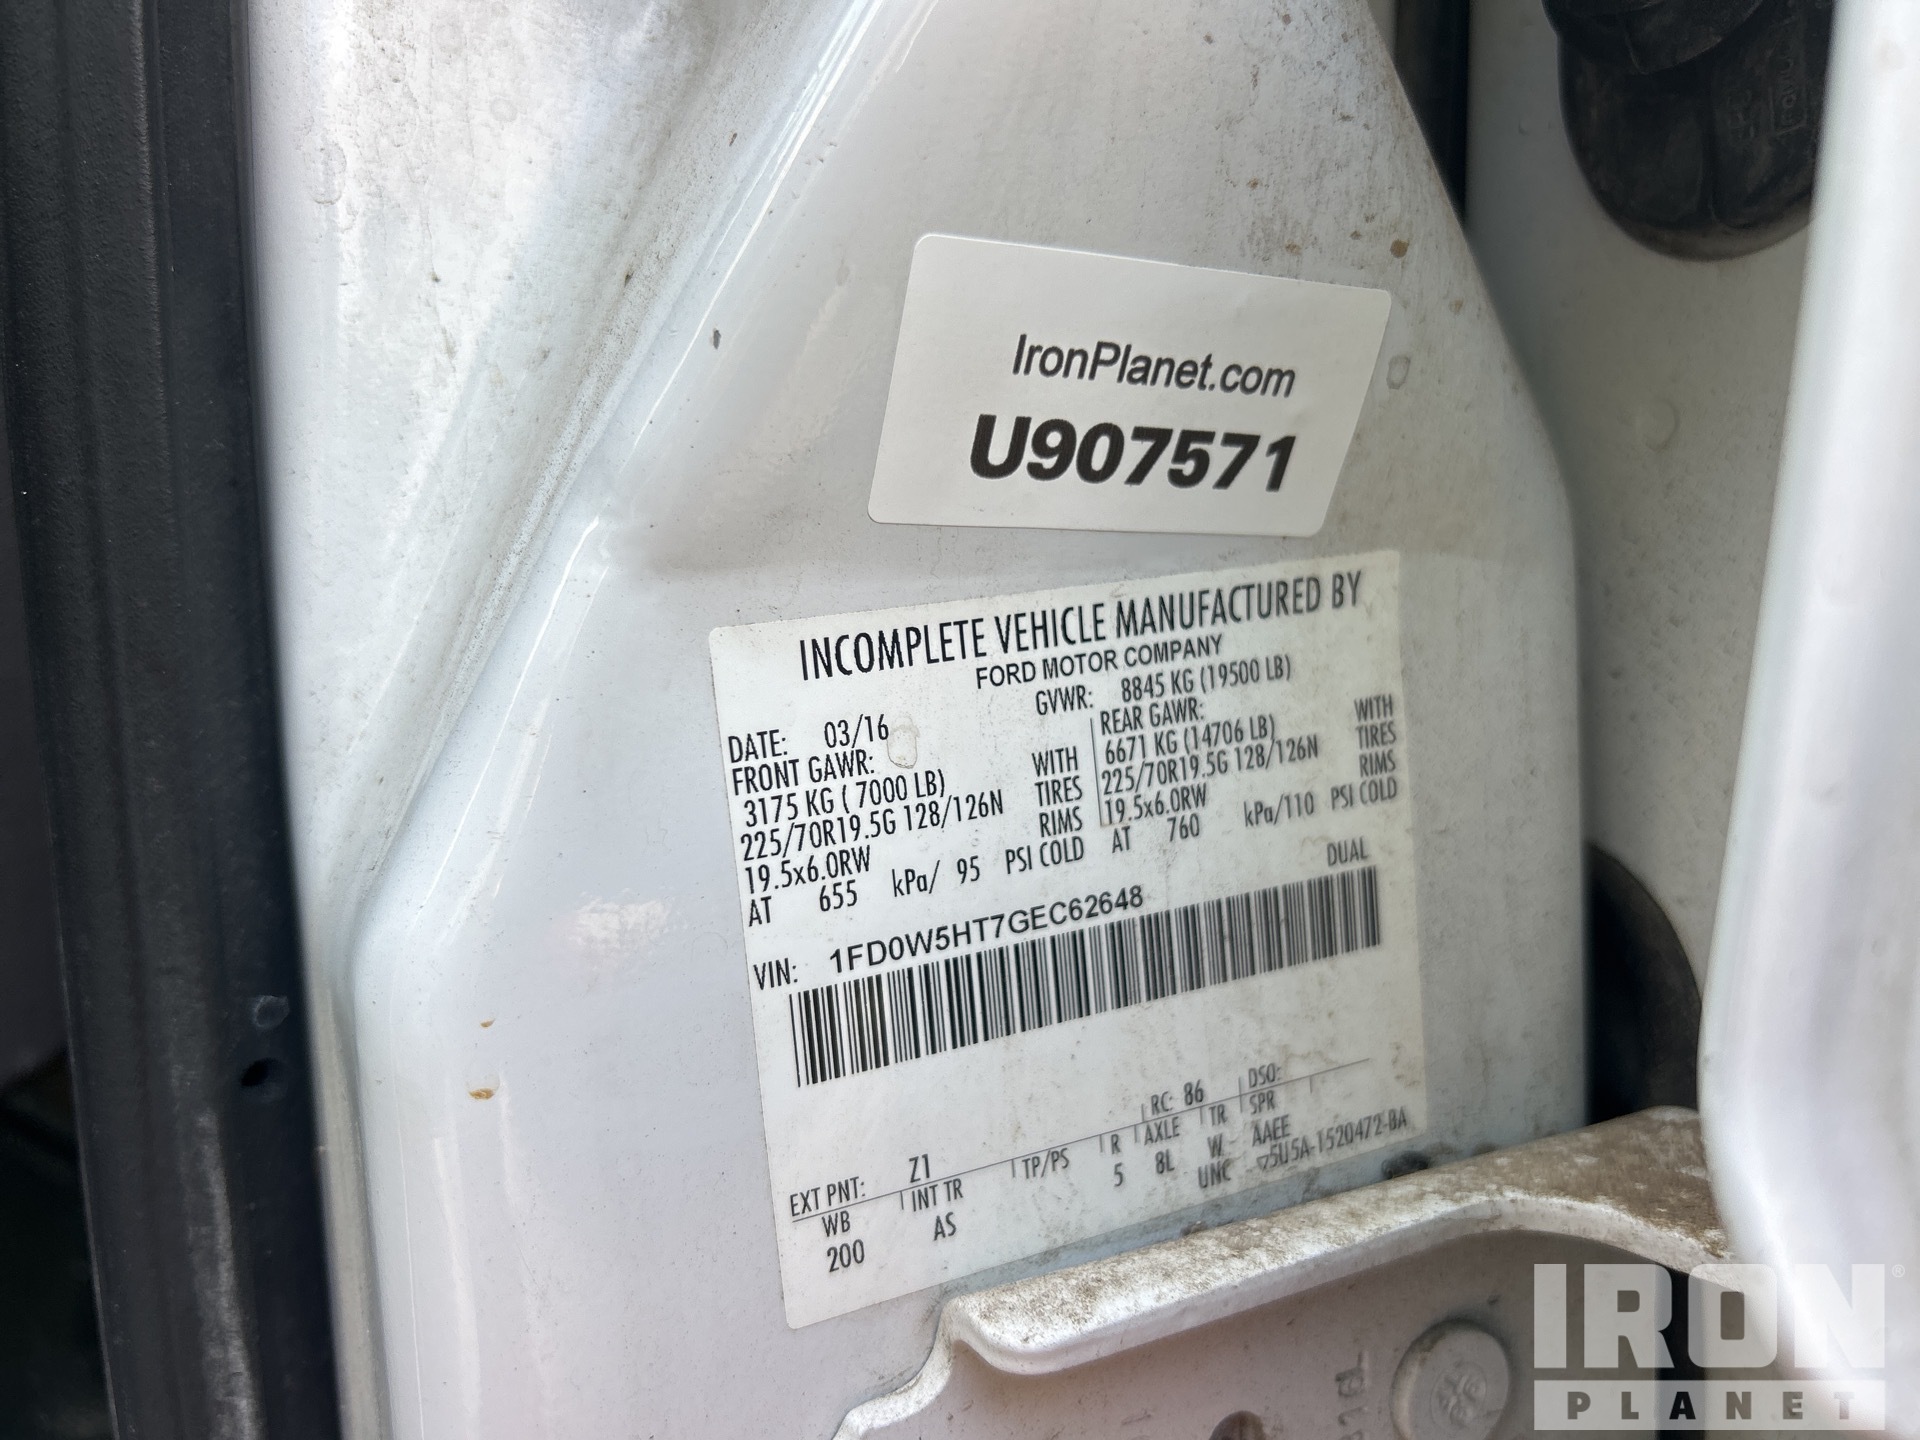 IronPlanet.com
U907571
INCOMPLETE VEHICLE MANUFACTURED BY
FORD MOTOR COMPANY
DATE: 03/16 GVWR: 8845 KG (19500 LB)
FRONT GAWR: REAR GAWR:
3175 KG ( 7000 LB) WITH 6671 KG (14706 LB) WITH
225/70R19.5G 128/126N TIRES 225/70R19.5G 128/126N TIRES
19.5x6.0RW RIMS 19.5x6.0RW RIMS
AT 655 kPa/ 95 PSI COLD AT 760 kPa/110 PSI COLD
DUAL
VIN: 1FD0W5HT7GEC62648
EXT PNT: Z1 RC: 86 DSO:
WB INT TR TP/PS R AXLE TR SPR
200 AS 5 8L W AAEE
UNC ▽5U5A-1520472-BA
IRON®
PLANET